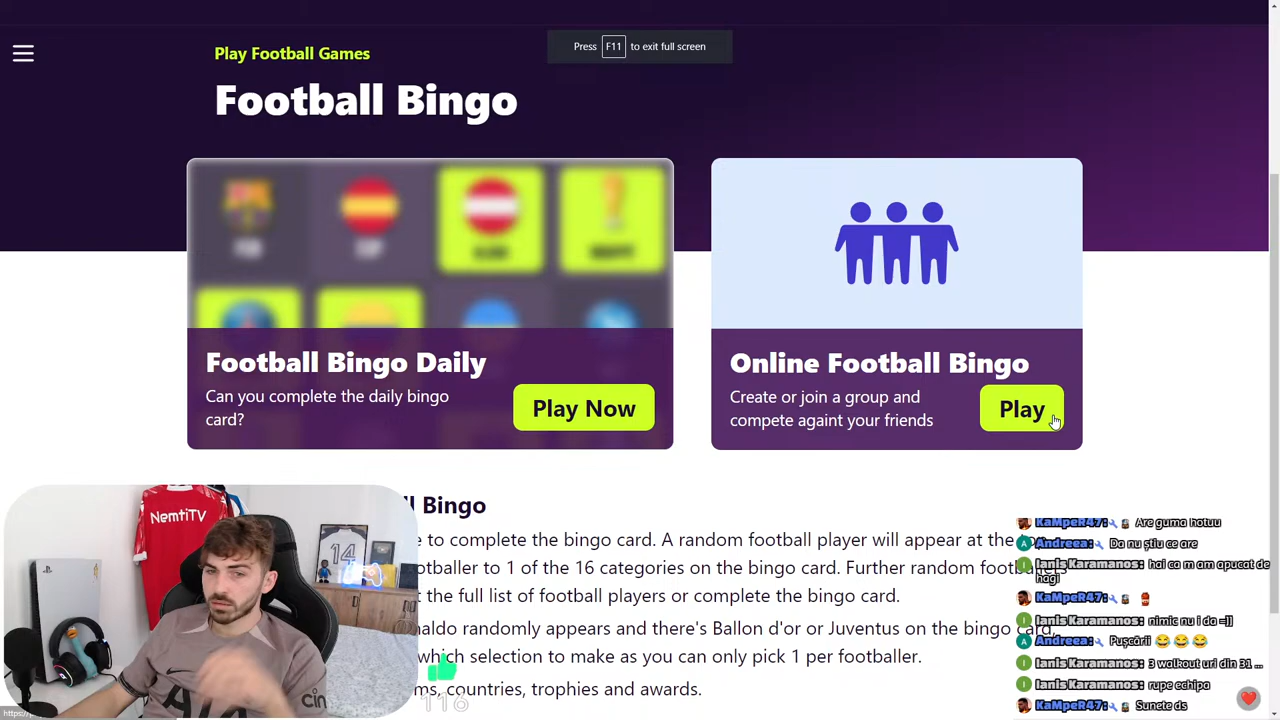 Play Football Games
Press F11 to exit full screen
Football Bingo
Football Bingo Daily
Can you complete the daily bingo
card?
Play Now
Online Football Bingo
Create or join a group and
compete againt your friends
Play
ll Bingo
e to complete the bingo card. A random football player will appear at the
otballer to 1 of the 16 categories on the bingo card. Further random footballers
t the full list of football players or complete the bingo card.
naldo randomly appears and there's Ballon d'or or Juventus on the bingo card,
which selection to make as you can only pick 1 per footballer.
ms, countries, trophies and awards.
NemtiTV
14
116
KaMpeR47: Are guma hotuu
Andreea: Da nu știu ce are
Ianis Karamanos: hai ca m am apucat de
hagi
KaMpeR47:
Ianis Karamanos: nimic nu i da =))
Andreea: Pușcării 😂 😂 😂
Ianis Karamanos: 3 walkout uri din 31 ...
Ianis Karamanos: rupe echipa
KaMpeR47: Sunete ds